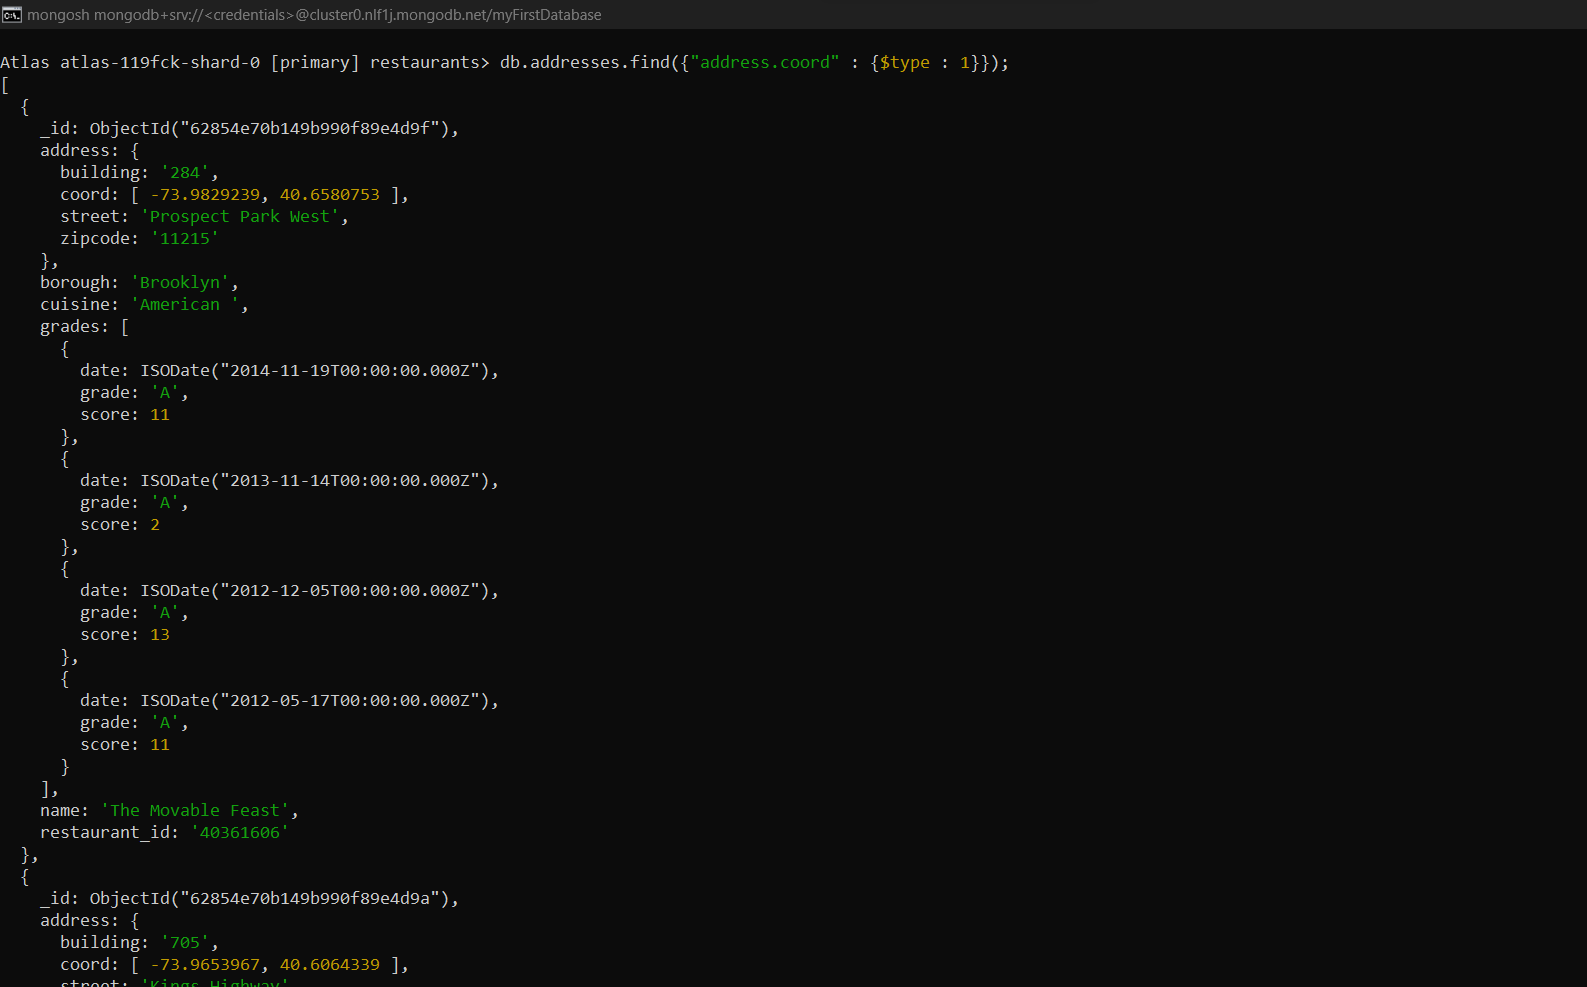 mongosh mongodb+srv://<credentials>@cluster0.nlf1j.mongodb.net/myFirstDatabase
Atlas atlas-119fck-shard-0 [primary] restaurants> db.addresses.find({"address.coord" : {$type : 1}});
[
  {
    _id: ObjectId("62854e70b149b990f89e4d9f"),
    address: {
      building: '284',
      coord: [ -73.9829239, 40.6580753 ],
      street: 'Prospect Park West',
      zipcode: '11215'
    },
    borough: 'Brooklyn',
    cuisine: 'American ',
    grades: [
      {
        date: ISODate("2014-11-19T00:00:00.000Z"),
        grade: 'A',
        score: 11
      },
      {
        date: ISODate("2013-11-14T00:00:00.000Z"),
        grade: 'A',
        score: 2
      },
      {
        date: ISODate("2012-12-05T00:00:00.000Z"),
        grade: 'A',
        score: 13
      },
      {
        date: ISODate("2012-05-17T00:00:00.000Z"),
        grade: 'A',
        score: 11
      }
    ],
    name: 'The Movable Feast',
    restaurant_id: '40361606'
  },
  {
    _id: ObjectId("62854e70b149b990f89e4d9a"),
    address: {
      building: '705',
      coord: [ -73.9653967, 40.6064339 ],
      street: 'Kings Highway'